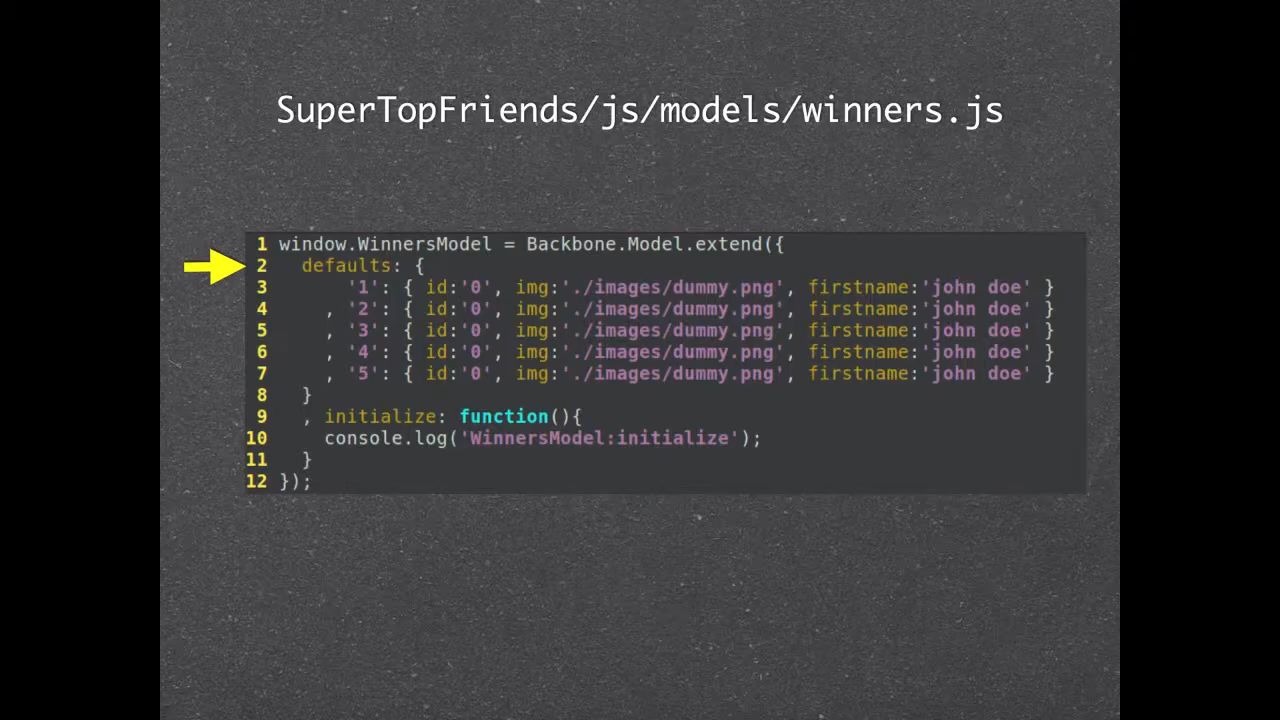 SuperTopFriends/js/models/winners.js
1 window.WinnersModel = Backbone.Model.extend({
2   defaults: {
3       '1': { id:'0', img:'./images/dummy.png', firstname:'john doe' }
4     , '2': { id:'0', img:'./images/dummy.png', firstname:'john doe' }
5     , '3': { id:'0', img:'./images/dummy.png', firstname:'john doe' }
6     , '4': { id:'0', img:'./images/dummy.png', firstname:'john doe' }
7     , '5': { id:'0', img:'./images/dummy.png', firstname:'john doe' }
8   }
9   , initialize: function(){
10     console.log('WinnersModel:initialize');
11   }
12 });